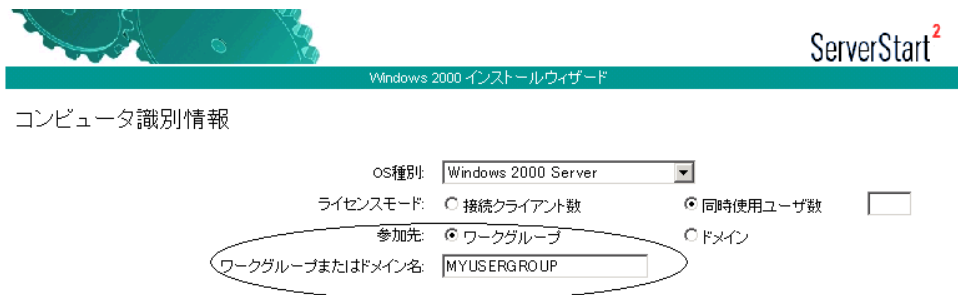 ServerStart2
Windows 2000 インストールウィザード
コンピュータ識別情報
OS種別: Windows 2000 Server
ライセンスモード: 接続クライアント数 同時使用ユーザ数
参加先: ワークグループ ドメイン
ワークグループまたはドメイン名: MYUSERGROUP